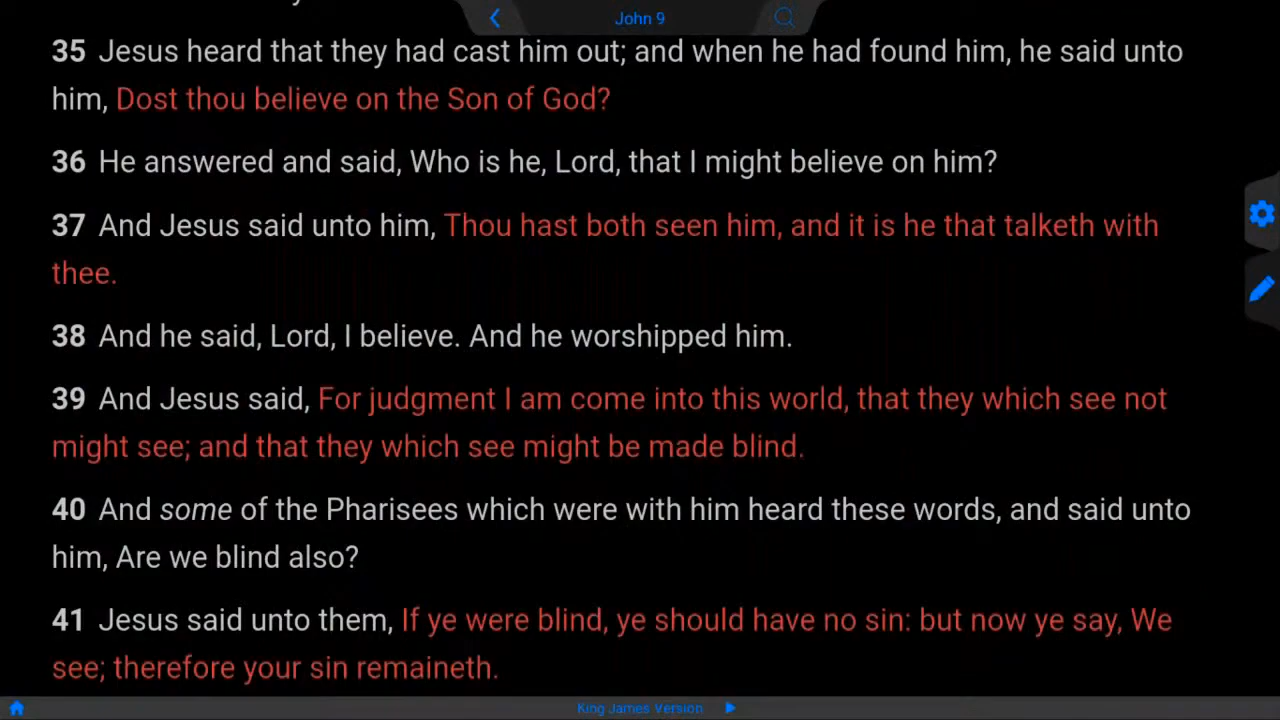 John 9
35 Jesus heard that they had cast him out; and when he had found him, he said unto
him, Dost thou believe on the Son of God?
36 He answered and said, Who is he, Lord, that I might believe on him?
37 And Jesus said unto him, Thou hast both seen him, and it is he that talketh with
thee.
38 And he said, Lord, I believe. And he worshipped him.
39 And Jesus said, For judgment I am come into this world, that they which see not
might see; and that they which see might be made blind.
40 And some of the Pharisees which were with him heard these words, and said unto
him, Are we blind also?
41 Jesus said unto them, If ye were blind, ye should have no sin: but now ye say, We
see; therefore your sin remaineth.
King James Version